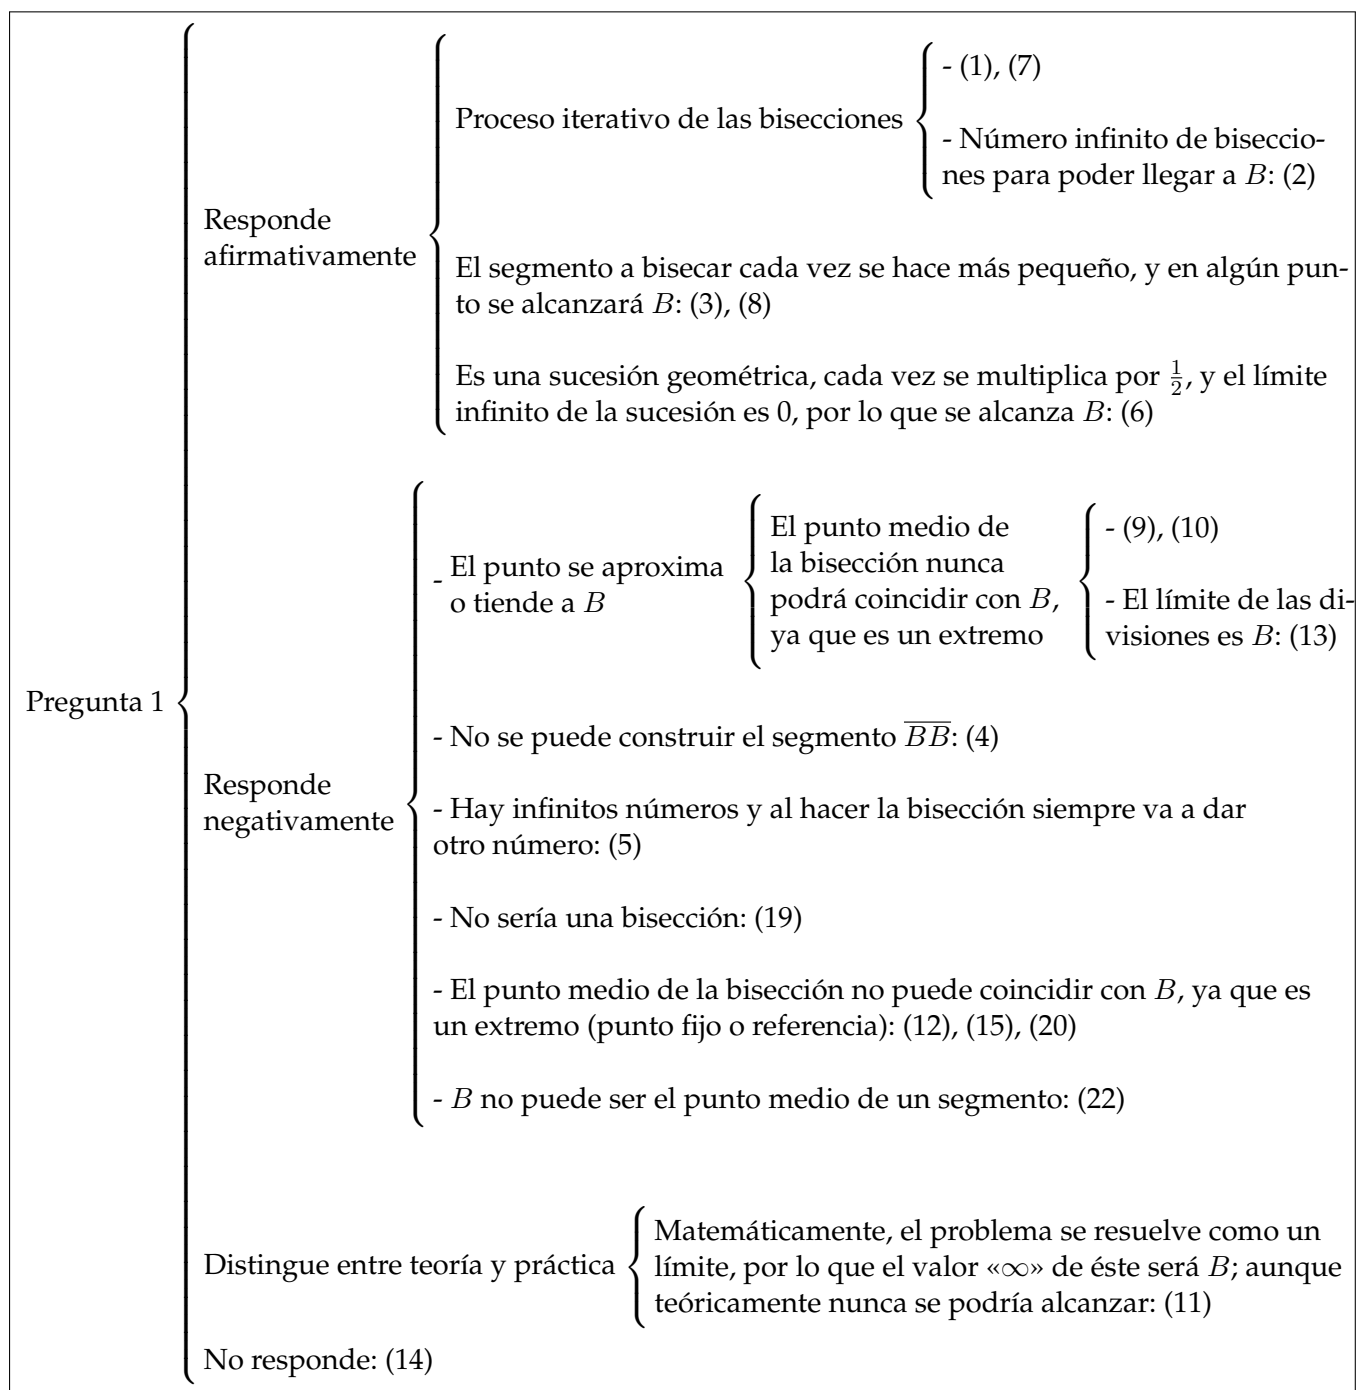 Pregunta 1
Responde
afirmativamente
Proceso iterativo de las bisecciones
- (1), (7)
- Número infinito de biseccio-
nes para poder llegar a B: (2)
El segmento a bisecar cada vez se hace más pequeño, y en algún pun-
to se alcanzará B: (3), (8)
Es una sucesión geométrica, cada vez se multiplica por 1/2, y el límite
infinito de la sucesión es 0, por lo que se alcanza B: (6)
Responde
negativamente
- El punto se aproxima
o tiende a B
El punto medio de
la bisección nunca
podrá coincidir con B,
ya que es un extremo
- (9), (10)
- El límite de las di-
visiones es B: (13)
- No se puede construir el segmento B̅B̅: (4)
- Hay infinitos números y al hacer la bisección siempre va a dar
otro número: (5)
- No sería una bisección: (19)
- El punto medio de la bisección no puede coincidir con B, ya que es
un extremo (punto fijo o referencia): (12), (15), (20)
- B no puede ser el punto medio de un segmento: (22)
Distingue entre teoría y práctica
Matemáticamente, el problema se resuelve como un
límite, por lo que el valor «∞» de éste será B; aunque
teóricamente nunca se podría alcanzar: (11)
No responde: (14)